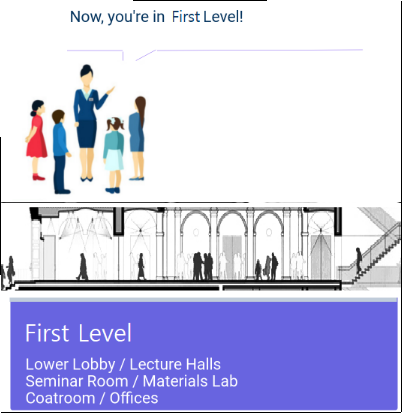 Now, you're in First Level!
First Level
Lower Lobby / Lecture Halls
Seminar Room / Materials Lab
Coatroom / Offices